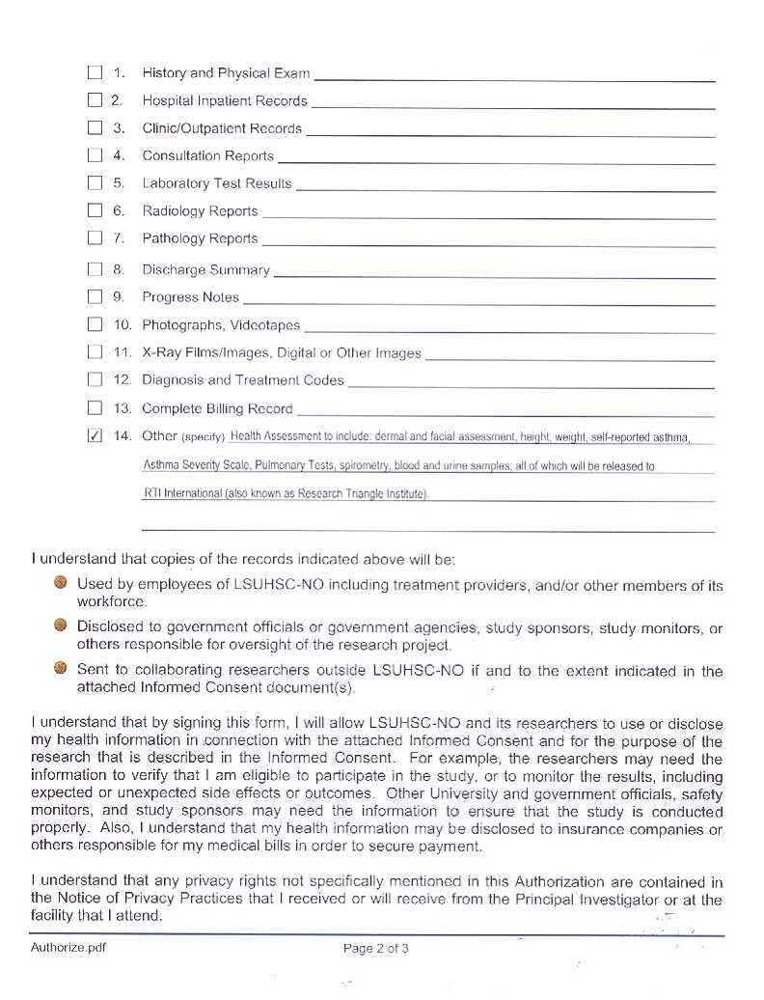 ☐ 1. History and Physical Exam
☐ 2. Hospital Inpatient Records
☐ 3. Clinic/Outpatient Records
☐ 4. Consultation Reports
☐ 5. Laboratory Test Results
☐ 6. Radiology Reports
☐ 7. Pathology Reports
☐ 8. Discharge Summary
☐ 9. Progress Notes
☐ 10. Photographs, Videotapes
☐ 11. X-Ray Films/Images, Digital or Other Images
☐ 12. Diagnosis and Treatment Codes
☐ 13. Complete Billing Record
☑ 14. Other (specify) Health Assessment to include: dermal and facial assessment, height, weight, self-reported asthma,
Asthma Severity Scale, Pulmonary Tests, spirometry, blood and urine samples; all of which will be released to
RTI International (also known as Research Triangle Institute).
I understand that copies of the records indicated above will be:
Used by employees of LSUHSC-NO including treatment providers, and/or other members of its
workforce.
Disclosed to government officials or government agencies, study sponsors, study monitors, or
others responsible for oversight of the research project.
Sent to collaborating researchers outside LSUHSC-NO if and to the extent indicated in the
attached Informed Consent document(s).
I understand that by signing this form, I will allow LSUHSC-NO and its researchers to use or disclose
my health information in connection with the attached Informed Consent and for the purpose of the
research that is described in the Informed Consent. For example, the researchers may need the
information to verify that I am eligible to participate in the study, or to monitor the results, including
expected or unexpected side effects or outcomes. Other University and government officials, safety
monitors, and study sponsors may need the information to ensure that the study is conducted
properly. Also, I understand that my health information may be disclosed to insurance companies or
others responsible for my medical bills in order to secure payment.
I understand that any privacy rights not specifically mentioned in this Authorization are contained in
the Notice of Privacy Practices that I received or will receive from the Principal Investigator or at the
facility that I attend.
Authorize.pdf Page 2 of 3